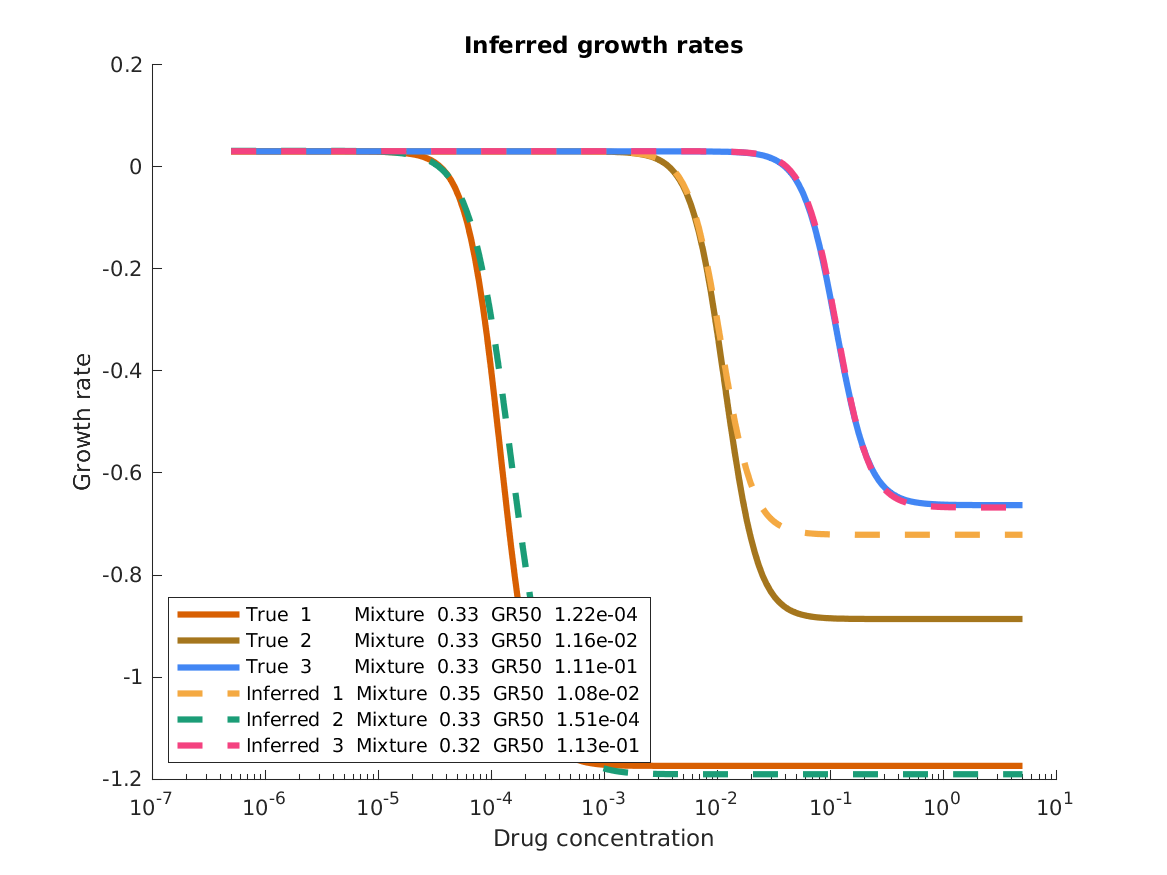 Inferred growth rates
0.2
0
-0.2
-0.4
-0.6
-0.8
-1
-1.2
Growth rate
True 1 Mixture 0.33 GR50 1.22e-04
True 2 Mixture 0.33 GR50 1.16e-02
True 3 Mixture 0.33 GR50 1.11e-01
Inferred 1 Mixture 0.35 GR50 1.08e-02
Inferred 2 Mixture 0.33 GR50 1.51e-04
Inferred 3 Mixture 0.32 GR50 1.13e-01
10⁻⁷ 10⁻⁶ 10⁻⁵ 10⁻⁴ 10⁻³ 10⁻² 10⁻¹ 10⁰ 10¹
Drug concentration